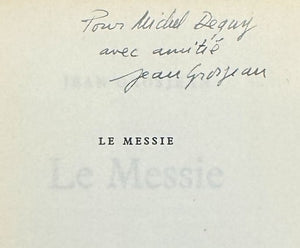 Pour Michel Deguy
avec amitié
Jean Grosjean
LE MESSIE
Le Messie